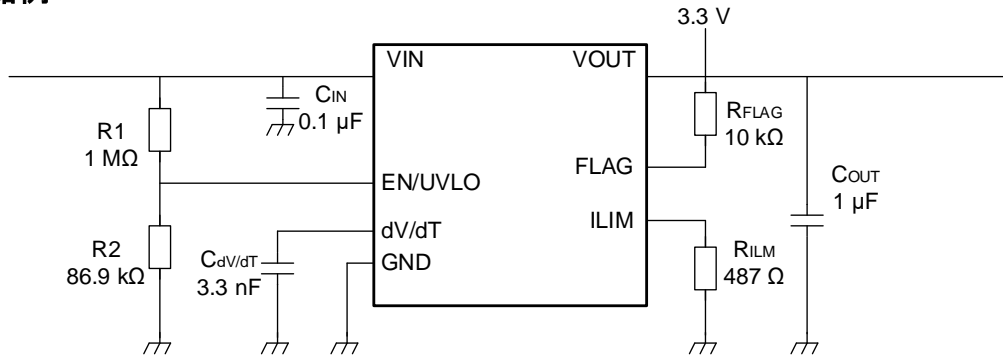 3.3 V
VIN
VOUT
CIN
0.1 µF
R1
1 MΩ
RFLAG
10 kΩ
FLAG
EN/UVLO
COUT
1 µF
ILIM
dV/dT
R2
86.9 kΩ
CdV/dT
3.3 nF
GND
RILM
487 Ω